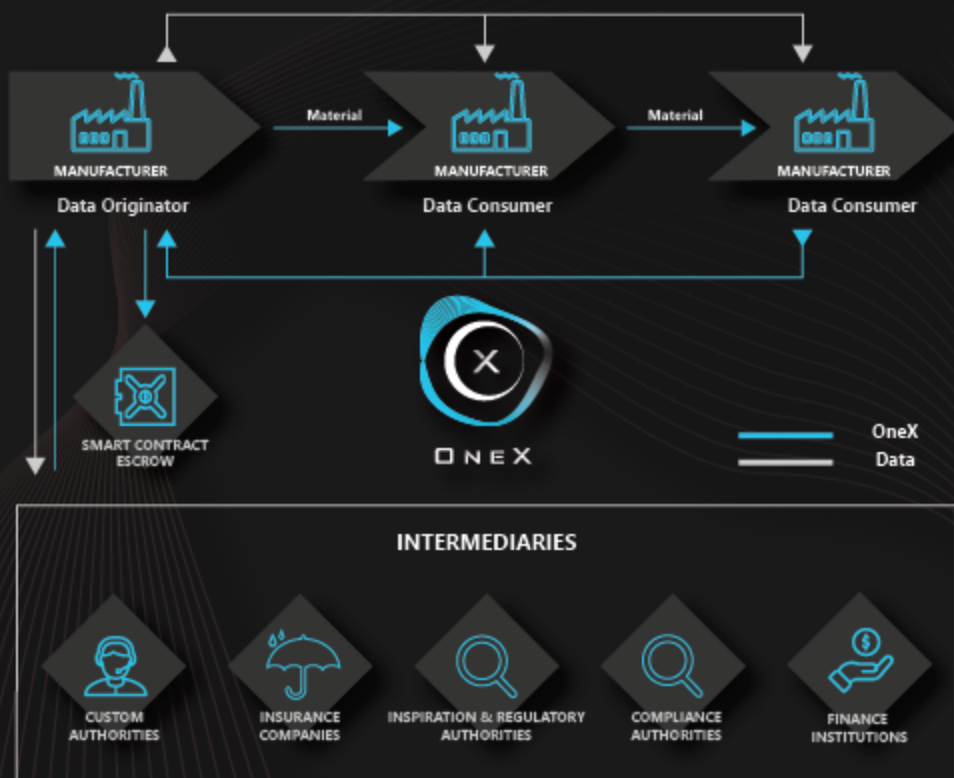 Material
Material
MANUFACTURER
MANUFACTURER
MANUFACTURER
Data Originator
Data Consumer
Data Consumer
X
SMART CONTRACT
ESCROW
ONEX
OneX
Data
INTERMEDIARIES
$
CUSTOM
AUTHORITIES
INSURANCE
COMPANIES
INSPIRATION & REGULATORY
AUTHORITIES
COMPLIANCE
AUTHORITIES
FINANCE
INSTITUTIONS